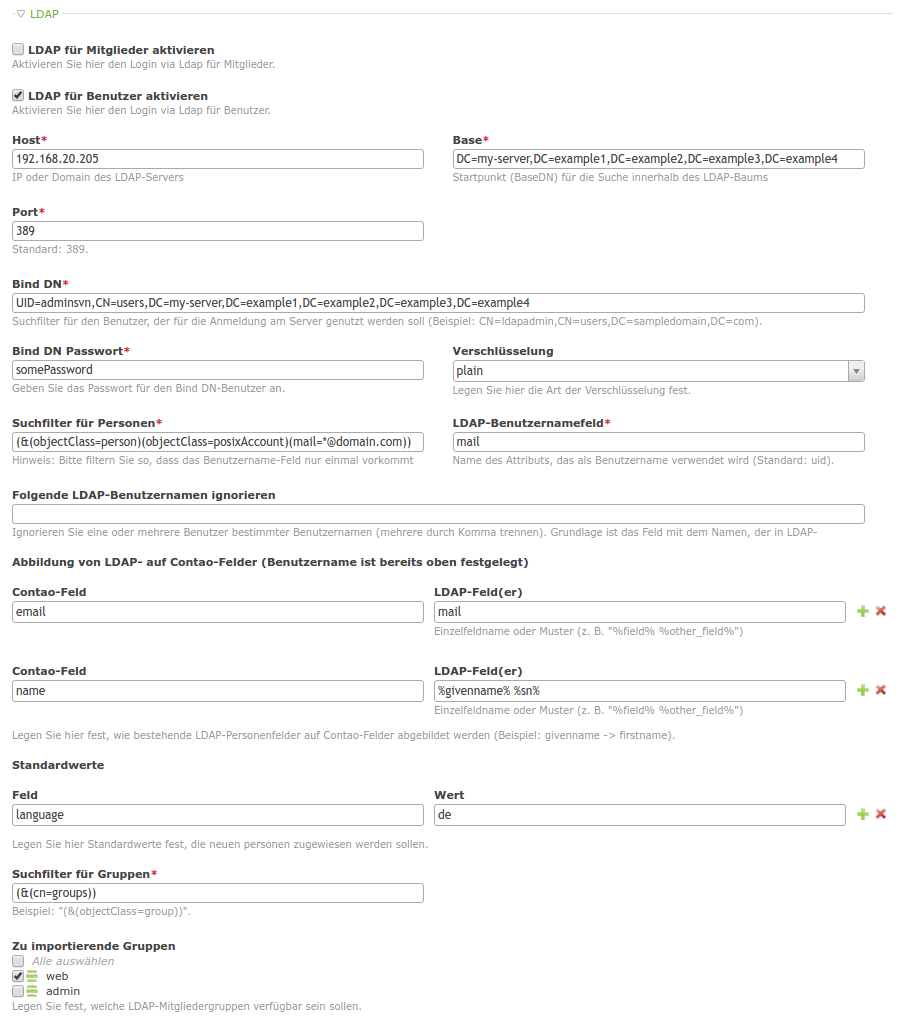 LDAP
LDAP für Mitglieder aktivieren
Aktivieren Sie hier den Login via Ldap für Mitglieder.
LDAP für Benutzer aktivieren
Aktivieren Sie hier den Login via Ldap für Benutzer.
Host* Base*
192.168.20.205 DC=my-server,DC=example1,DC=example2,DC=example3,DC=example4
IP oder Domain des LDAP-Servers Startpunkt (BaseDN) für die Suche innerhalb des LDAP-Baums
Port*
389
Standard: 389.
Bind DN*
UID=adminsvn,CN=users,DC=my-server,DC=example1,DC=example2,DC=example3,DC=example4
Suchfilter für den Benutzer, der für die Anmeldung am Server genutzt werden soll (Beispiel: CN=ldapadmin,CN=users,DC=sampledomain,DC=com).
Bind DN Passwort* Verschlüsselung
somePassword plain
Geben Sie das Passwort für den Bind DN-Benutzer an. Legen Sie hier die Art der Verschlüsselung fest.
Suchfilter für Personen* LDAP-Benutzernamefeld*
(&(objectClass=person)(objectClass=posixAccount)(mail=*@domain.com)) mail
Hinweis: Bitte filtern Sie so, dass das Benutzername-Feld nur einmal vorkommt Name des Attributs, das als Benutzername verwendet wird (Standard: uid).
Folgende LDAP-Benutzernamen ignorieren
Ignorieren Sie eine oder mehrere Benutzer bestimmter Benutzernamen (mehrere durch Komma trennen). Grundlage ist das Feld mit dem Namen, der in LDAP-
Abbildung von LDAP- auf Contao-Felder (Benutzername ist bereits oben festgelegt)
Contao-Feld LDAP-Feld(er)
email mail
Einzelfeldname oder Muster (z. B. "%field% %other_field%")
Contao-Feld LDAP-Feld(er)
name %givenname% %sn%
Einzelfeldname oder Muster (z. B. "%field% %other_field%")
Legen Sie hier fest, wie bestehende LDAP-Personenfelder auf Contao-Felder abgebildet werden (Beispiel: givenname -> firstname).
Standardwerte
Feld Wert
language de
Legen Sie hier Standardwerte fest, die neuen personen zugewiesen werden sollen.
Suchfilter für Gruppen*
(&(cn=groups))
Beispiel: "(&(objectClass=group))".
Zu importierende Gruppen
Alle auswählen
web
admin
Legen Sie fest, welche LDAP-Mitgliedergruppen verfügbar sein sollen.